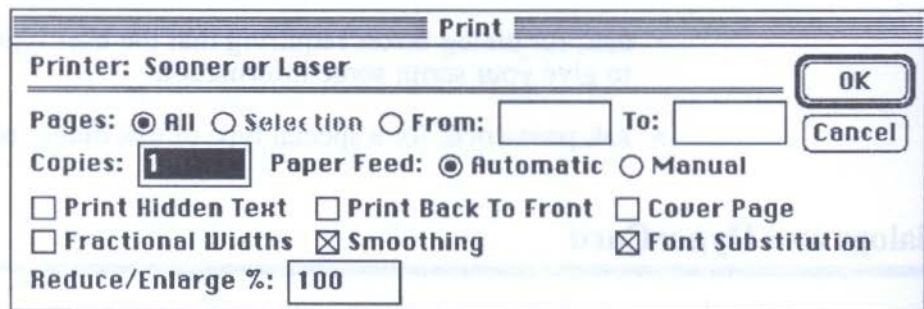 Print
Printer: Sooner or Laser
OK
Pages: All Selection From: To:
Cancel
Copies: 1 Paper Feed: Automatic Manual
Print Hidden Text Print Back To Front Cover Page
Fractional Widths Smoothing Font Substitution
Reduce/Enlarge %: 100